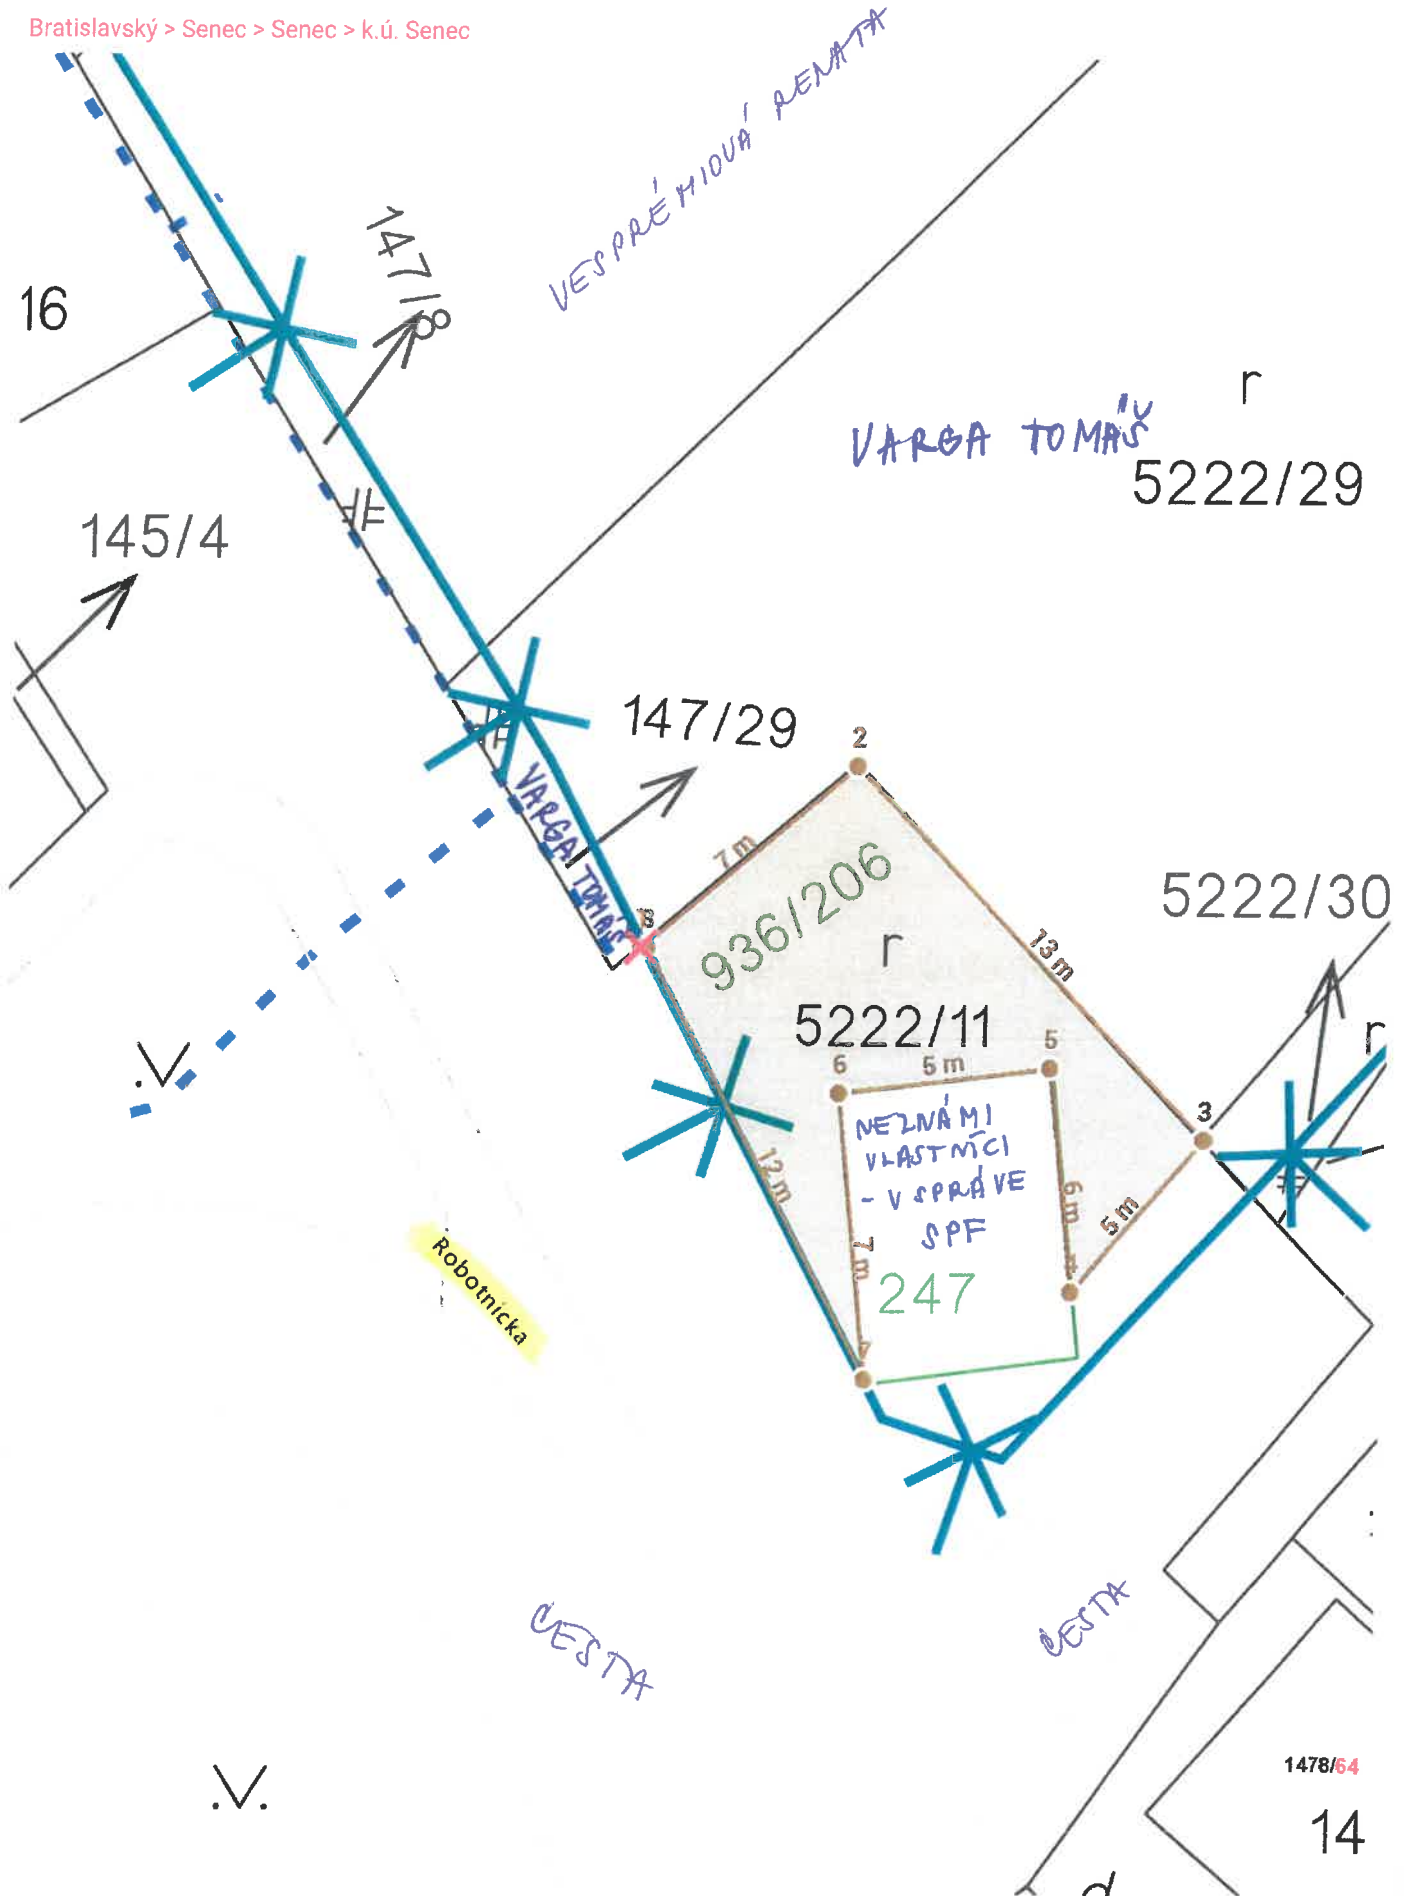 Bratislavský > Senec > Senec > k.ú. Senec
VESPRÉMIOVÁ RENATA
147/8
16
r
VARGA TOMÁŠ
5222/29
145/4
147/29
2
7 m
VARGA TOMÁŠ
8
936/206
r
13 m
5222/30
r
5222/11
6
5 m
5
3
NEZNÁMI
VLASTNÍCI
- V SPRÁVE
SPF
12 m
7 m
6 m
5 m
247
7
Robotnícka
CESTA
CESTA
1478/64
14
d